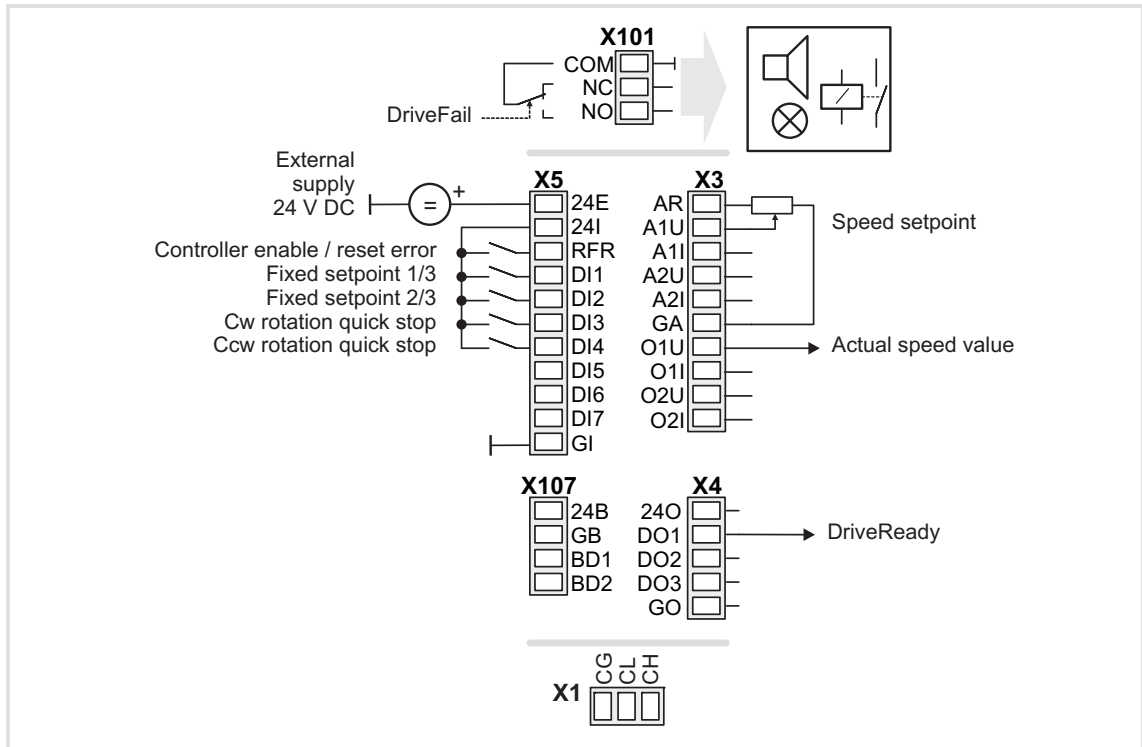 X101
COM
NC
NO
DriveFail
External
supply
24 V DC
=
+
X5
24E
24I
RFR
DI1
DI2
DI3
DI4
DI5
DI6
DI7
GI
Controller enable / reset error
Fixed setpoint 1/3
Fixed setpoint 2/3
Cw rotation quick stop
Ccw rotation quick stop
X3
AR
A1U
A1I
A2U
A2I
GA
O1U
O1I
O2U
O2I
Speed setpoint
Actual speed value
X107
24B
GB
BD1
BD2
X4
24O
DO1
DO2
DO3
GO
DriveReady
X1
CG
CL
CH